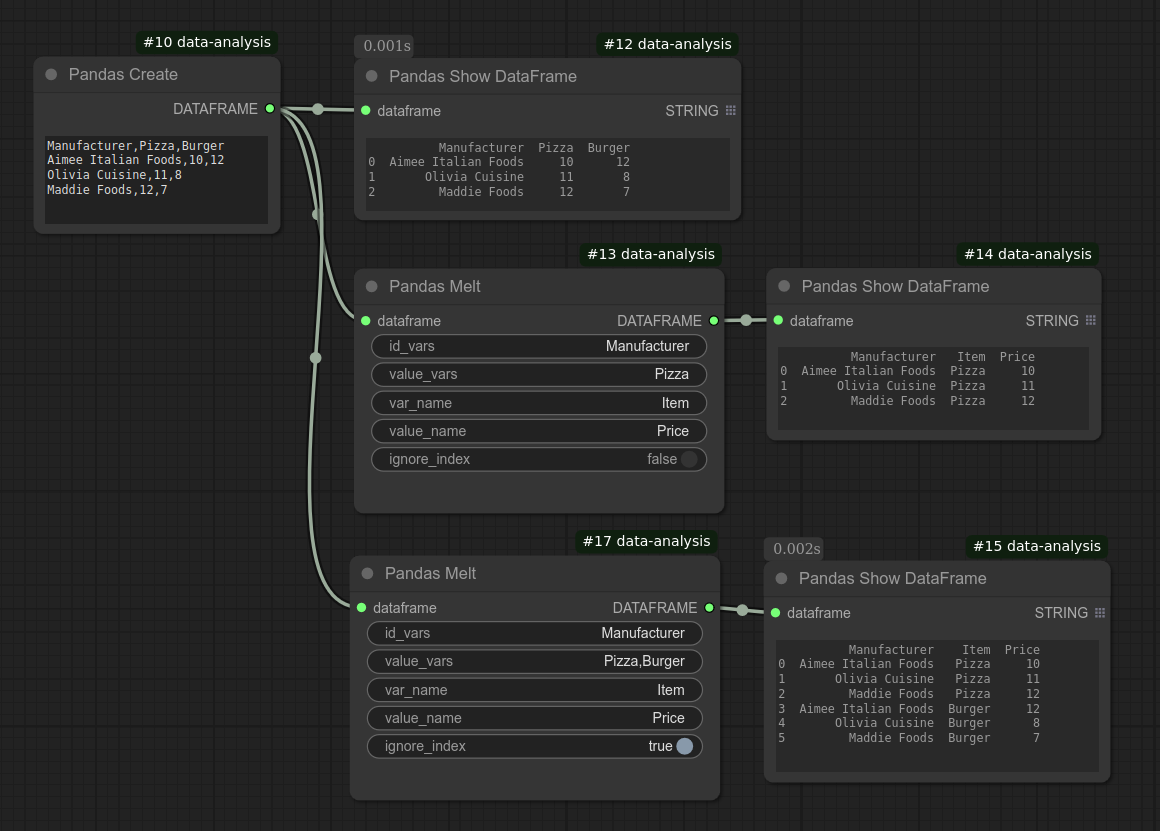 #10 data-analysis
Pandas Create
DATAFRAME
Manufacturer,Pizza,Burger
Aimee Italian Foods,10,12
Olivia Cuisine,11,8
Maddie Foods,12,7
0.001s
#12 data-analysis
Pandas Show DataFrame
dataframe STRING
Manufacturer Pizza Burger
0 Aimee Italian Foods 10 12
1 Olivia Cuisine 11 8
2 Maddie Foods 12 7
#13 data-analysis
Pandas Melt
dataframe DATAFRAME
id_vars Manufacturer
value_vars Pizza
var_name Item
value_name Price
ignore_index false
#14 data-analysis
Pandas Show DataFrame
dataframe STRING
Manufacturer Item Price
0 Aimee Italian Foods Pizza 10
1 Olivia Cuisine Pizza 11
2 Maddie Foods Pizza 12
#17 data-analysis
Pandas Melt
dataframe DATAFRAME
id_vars Manufacturer
value_vars Pizza,Burger
var_name Item
value_name Price
ignore_index true
0.002s
#15 data-analysis
Pandas Show DataFrame
dataframe STRING
Manufacturer Item Price
0 Aimee Italian Foods Pizza 10
1 Olivia Cuisine Pizza 11
2 Maddie Foods Pizza 12
3 Aimee Italian Foods Burger 12
4 Olivia Cuisine Burger 8
5 Maddie Foods Burger 7